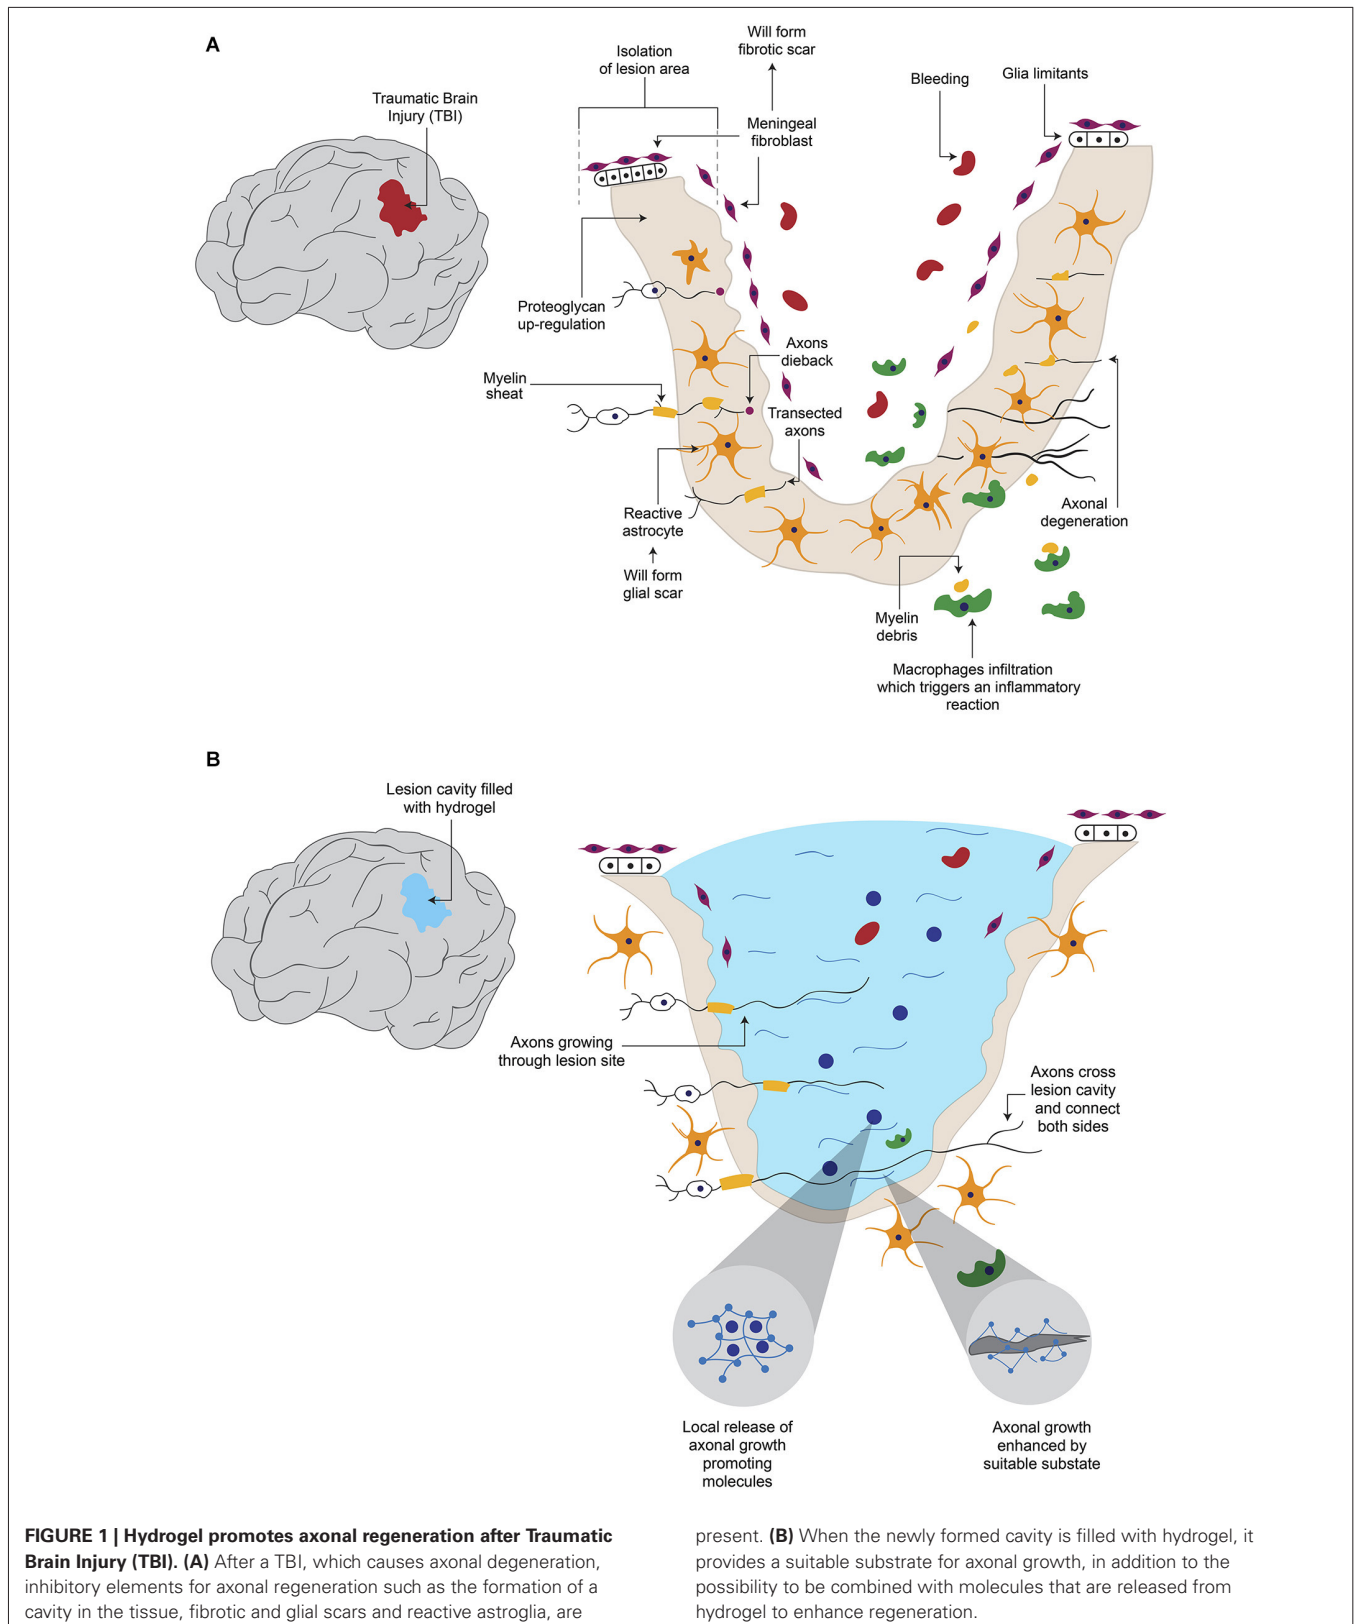 A
Traumatic Brain
Injury (TBI)
Isolation
of lesion area
Will form
fibrotic scar
Meningeal
fibroblast
Bleeding
Glia limitants
Proteoglycan
up-regulation
Myelin
sheat
Axons
dieback
Transected
axons
Reactive
astrocyte
Will form
glial scar
Axonal
degeneration
Myelin
debris
Macrophages infiltration
which triggers an inflammatory
reaction
B
Lesion cavity filled
with hydrogel
Axons growing
through lesion site
Axons cross
lesion cavity
and connect
both sides
Local release of
axonal growth
promoting
molecules
Axonal growth
enhanced by
suitable substate
FIGURE 1 | Hydrogel promotes axonal regeneration after Traumatic
Brain Injury (TBI). (A) After a TBI, which causes axonal degeneration,
inhibitory elements for axonal regeneration such as the formation of a
cavity in the tissue, fibrotic and glial scars and reactive astroglia, are
present. (B) When the newly formed cavity is filled with hydrogel, it
provides a suitable substrate for axonal growth, in addition to the
possibility to be combined with molecules that are released from
hydrogel to enhance regeneration.